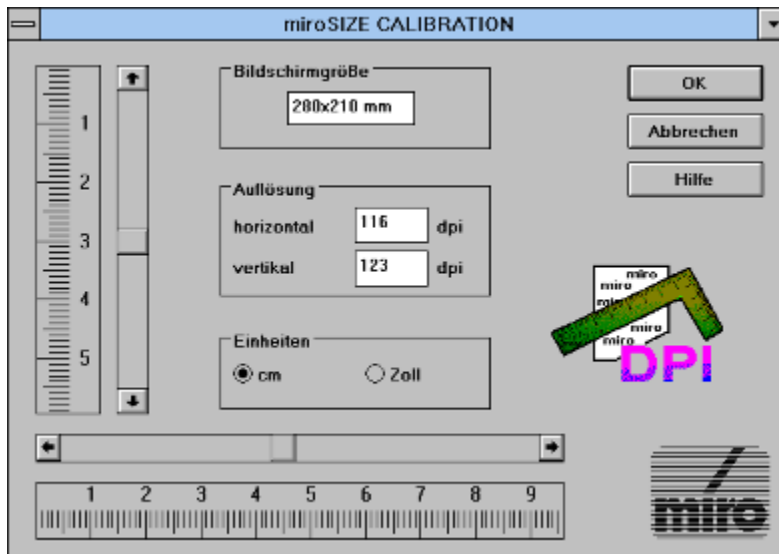 miroSIZE CALIBRATION
Bildschirmgröße
280x210 mm
OK
Abbrechen
Hilfe
Auflösung
horizontal 116 dpi
vertikal 123 dpi
Einheiten
cm Zoll
1
2
3
4
5
miro
miro
miro
miro
DPI
1 2 3 4 5 6 7 8 9
miro